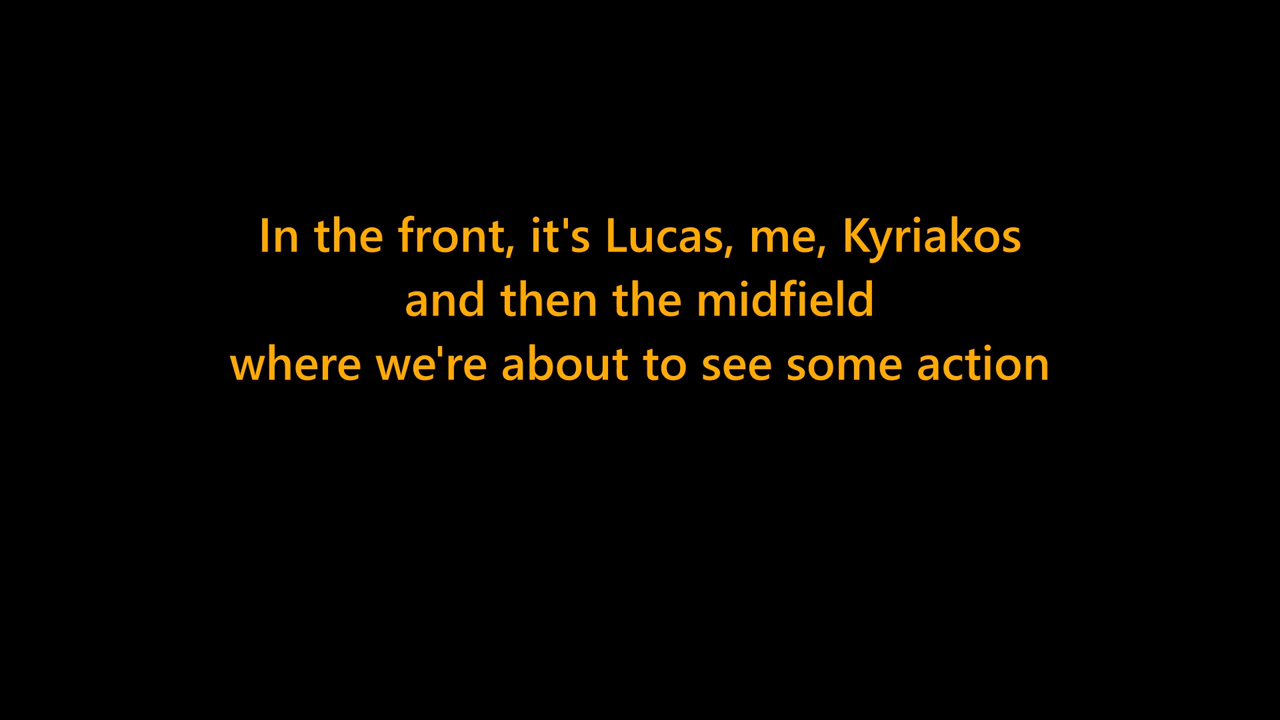 In the front, it's Lucas, me, Kyriakos
and then the midfield
where we're about to see some action